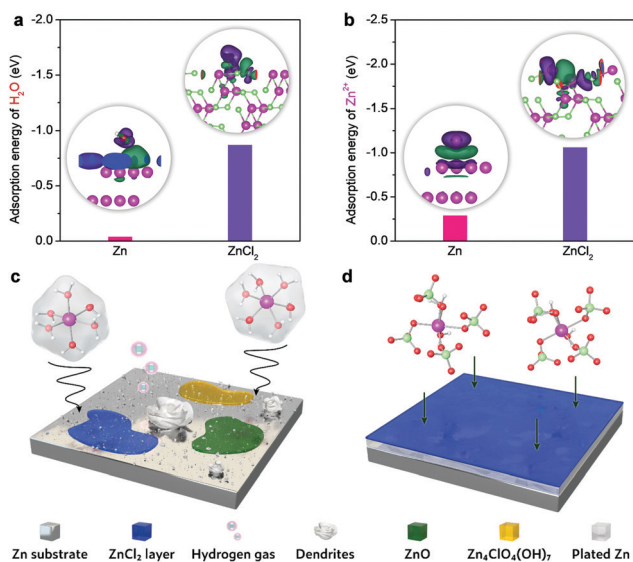 a
Adsorption energy of H₂O (eV)
-2.0
-1.5
-1.0
-0.5
0.0
Zn
ZnCl₂
b
Adsorption energy of Zn²⁺ (eV)
-2.5
-2.0
-1.5
-1.0
-0.5
0.0
Zn
ZnCl₂
c
d
Zn substrate
ZnCl₂ layer
Hydrogen gas
Dendrites
ZnO
Zn₄ClO₄(OH)₇
Plated Zn